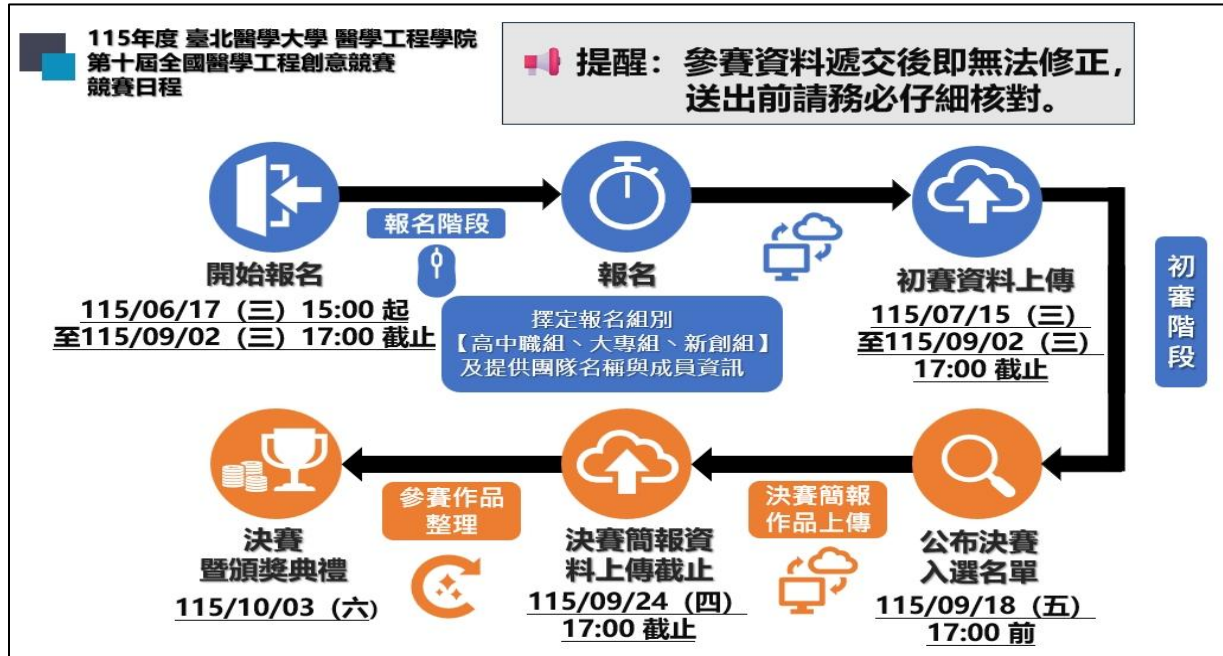 115年度 臺北醫學大學 醫學工程學院
第十屆全國醫學工程創意競賽
競賽日程
提醒：參賽資料遞交後即無法修正，
送出前請務必仔細核對。
開始報名
115/06/17（三）15:00 起
至115/09/02（三）17:00 截止
報名階段
報名
擇定報名組別
【高中職組、大專組、新創組】
及提供團隊名稱與成員資訊
初賽資料上傳
115/07/15（三）
至115/09/02（三）
17:00 截止
初審階段
公布決賽
入選名單
115/09/18（五）
17:00 前
決賽簡報
作品上傳
決賽簡報資
料上傳截止
115/09/24（四）
17:00 截止
參賽作品
整理
決賽
暨頒獎典禮
115/10/03（六）